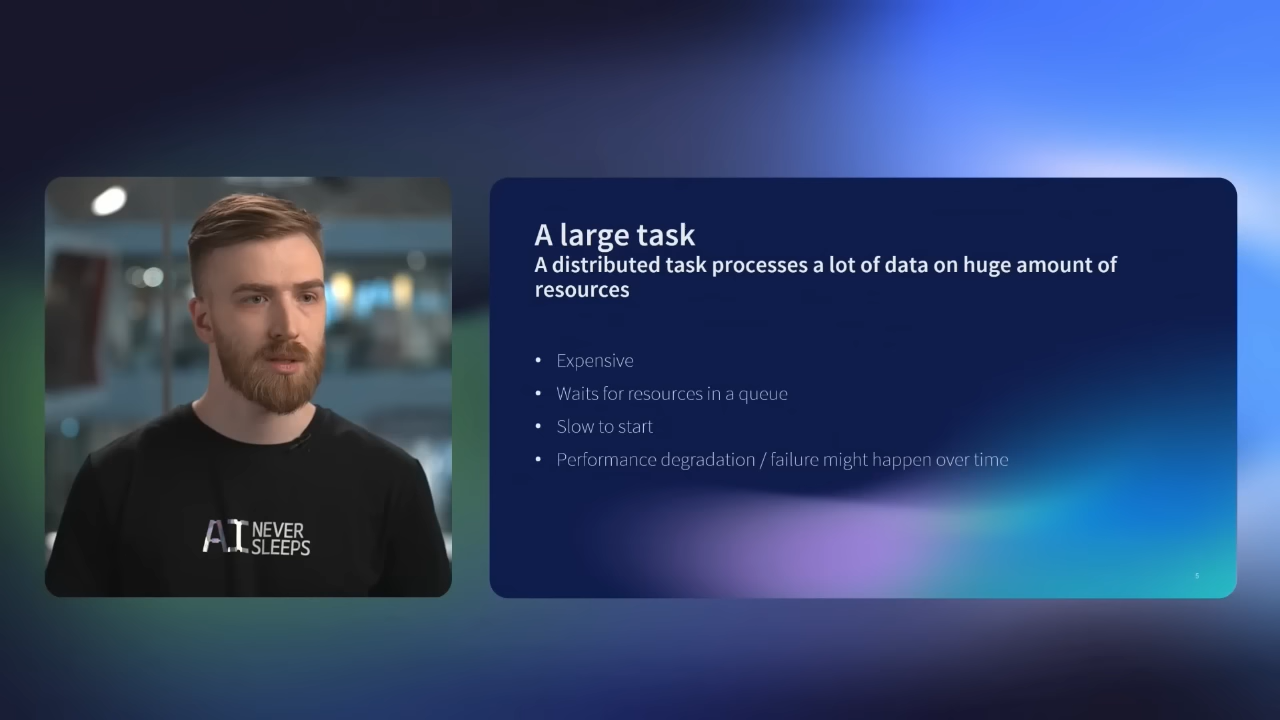 A large task
A distributed task processes a lot of data on huge amount of
resources
• Expensive
• Waits for resources in a queue
• Slow to start
• Performance degradation / failure might happen over time
5
AI NEVER
SLEEPS